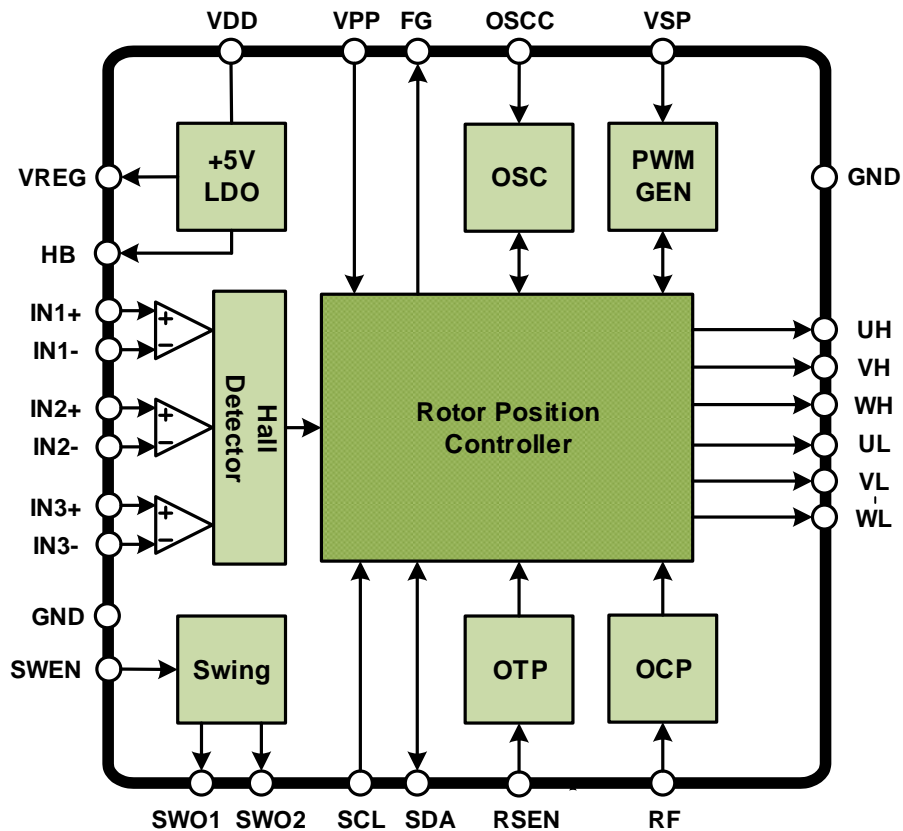 VDD VPP FG OSCC VSP
+5V
LDO
OSC
PWM
GEN
VREG
GND
HB
IN1+
+
IN1-
−
IN2+
+
IN2-
−
IN3+
+
IN3-
−
Hall
Detector
Rotor Position
Controller
UH
VH
WH
UL
VL
WL
GND
SWEN
Swing
OTP
OCP
SWO1 SWO2 SCL SDA RSEN RF